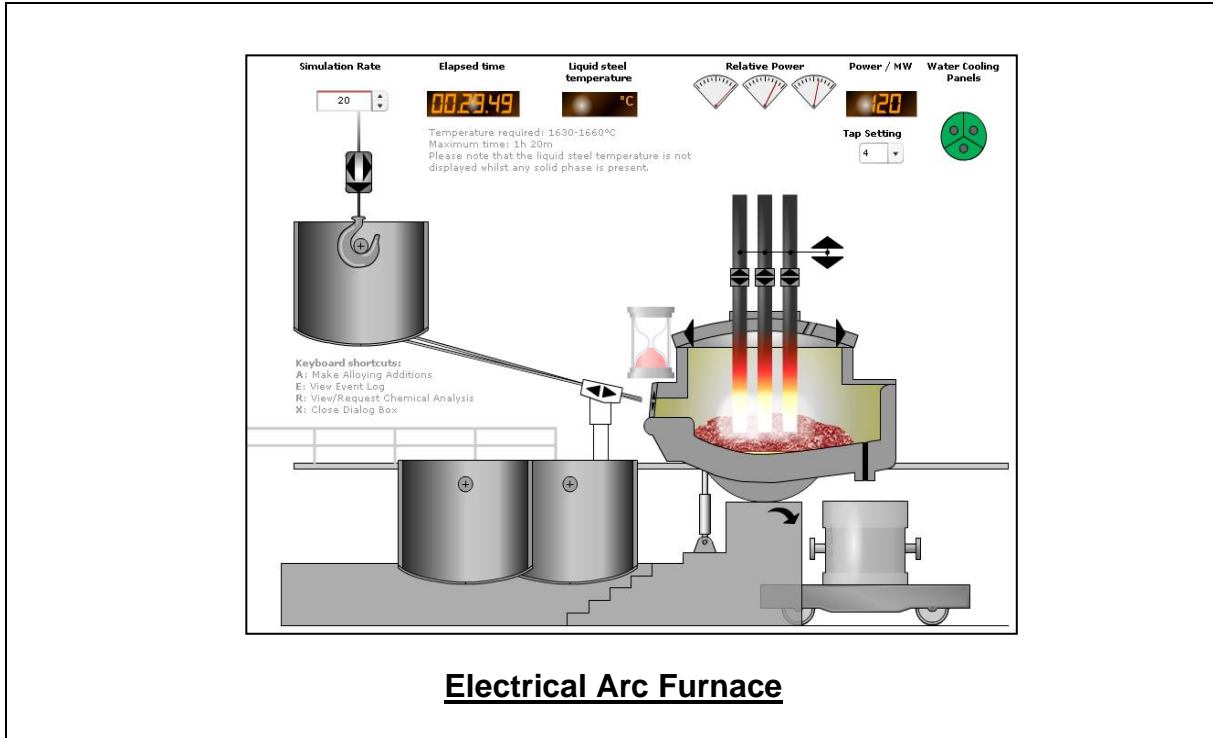 Simulation Rate
20
Elapsed time
00:29:49
Liquid steel
temperature
°C
Temperature required: 1630-1660°C
Maximum time: 1h 20m
Please note that the liquid steel temperature is not
displayed whilst any solid phase is present.
Relative Power
Power / MW
120
Tap Setting
4
Water Cooling
Panels
Keyboard shortcuts:
A: Make Alloying Additions
E: View Event Log
R: View/Request Chemical Analysis
X: Close Dialog Box
Electrical Arc Furnace